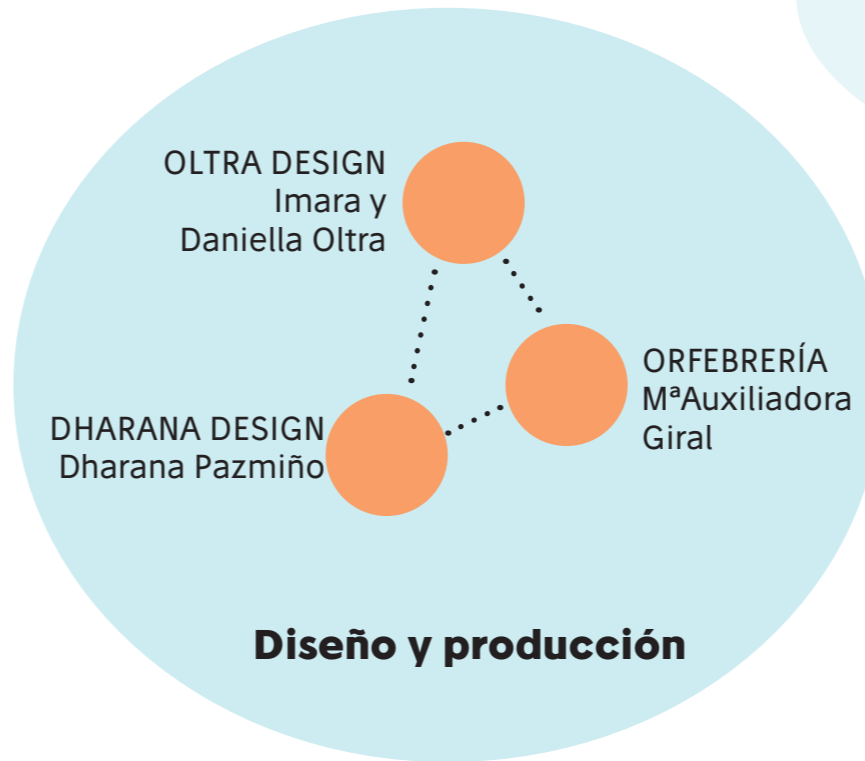 OLTRA DESIGN
Imara y
Daniella Oltra
ORFEBRERÍA
MªAuxiliadora
Giral
DHARANA DESIGN
Dharana Pazmiño
Diseño y producción